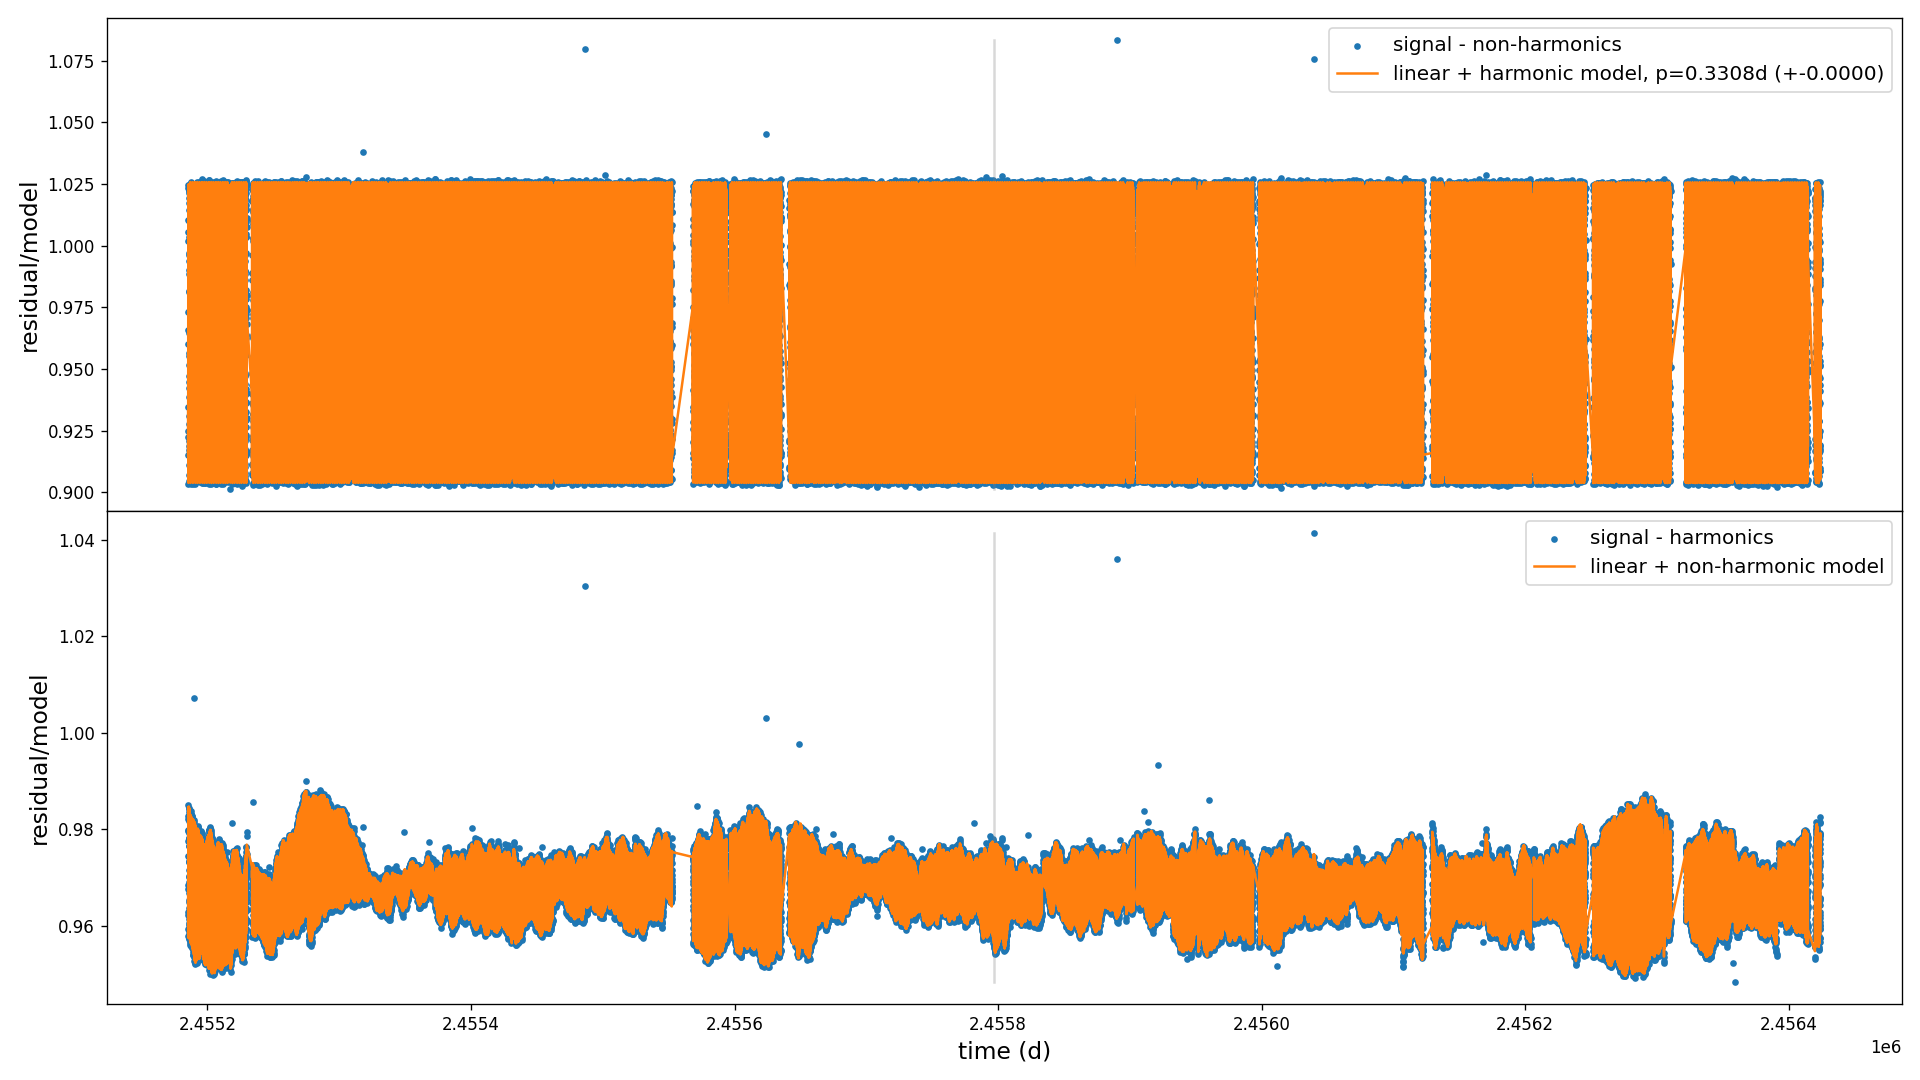 signal - non-harmonics
linear + harmonic model, p=0.3308d (+-0.0000)
residual/model
1.075
1.050
1.025
1.000
0.975
0.950
0.925
0.900
signal - harmonics
linear + non-harmonic model
residual/model
1.04
1.02
1.00
0.98
0.96
2.4552 2.4554 2.4556 2.4558 2.4560 2.4562 2.4564
1e6
time (d)